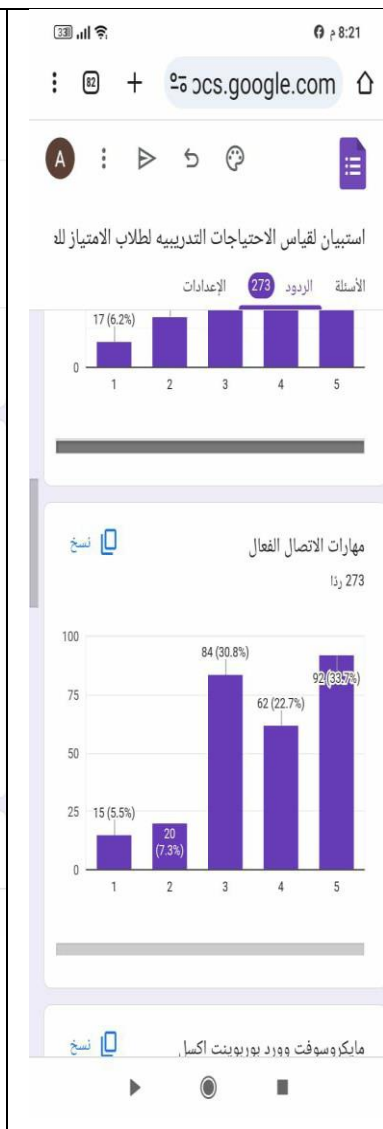 8:21 م
33
82
ocs.google.com
A
استبيان لقياس الاحتياجات التدريبيه لطلاب الامتياز للع
الأسئلة الردود 273 الإعدادات
17 (6.2%)
0
1 2 3 4 5
مهارات الاتصال الفعال
نسخ
273 ردًا
100
75
50
25
0
15 (5.5%)
20 (7.3%)
84 (30.8%)
62 (22.7%)
92 (33.7%)
1 2 3 4 5
مايكروسوفت وورد بوربوينت اكسل
نسخ